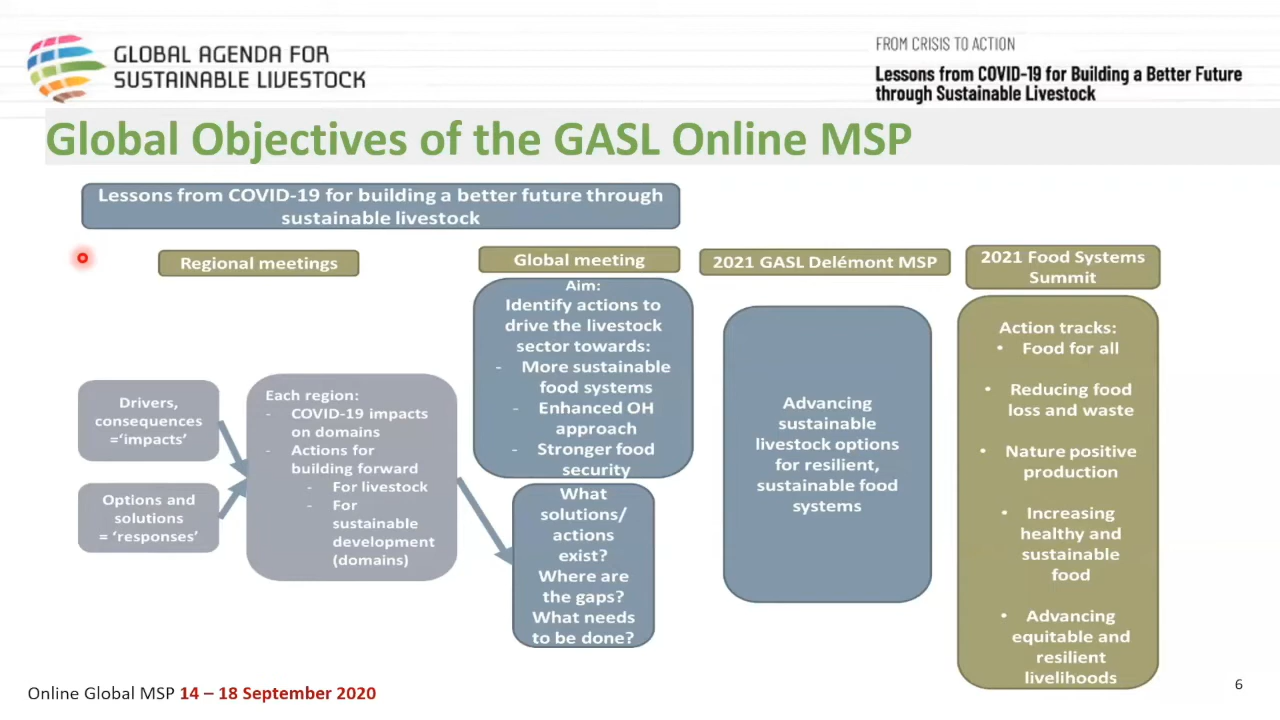 GLOBAL AGENDA FOR
SUSTAINABLE LIVESTOCK
FROM CRISIS TO ACTION
Lessons from COVID-19 for Building a Better Future
through Sustainable Livestock
Global Objectives of the GASL Online MSP
Lessons from COVID-19 for building a better future through
sustainable livestock
Regional meetings
Drivers,
consequences
=‘impacts’
Options and
solutions
= ‘responses’
Each region:
- COVID-19 impacts
on domains
- Actions for
building forward
- For livestock
- For
sustainable
development
(domains)
Global meeting
Aim:
Identify actions to
drive the livestock
sector towards:
- More sustainable
food systems
- Enhanced OH
approach
- Stronger food
security
What
solutions/
actions
exist?
Where are
the gaps?
What needs
to be done?
2021 GASL Delémont MSP
Advancing
sustainable
livestock options
for resilient,
sustainable food
systems
2021 Food Systems
Summit
Action tracks:
• Food for all
• Reducing food
loss and waste
• Nature positive
production
• Increasing
healthy and
sustainable
food
• Advancing
equitable and
resilient
livelihoods
Online Global MSP 14 – 18 September 2020
6